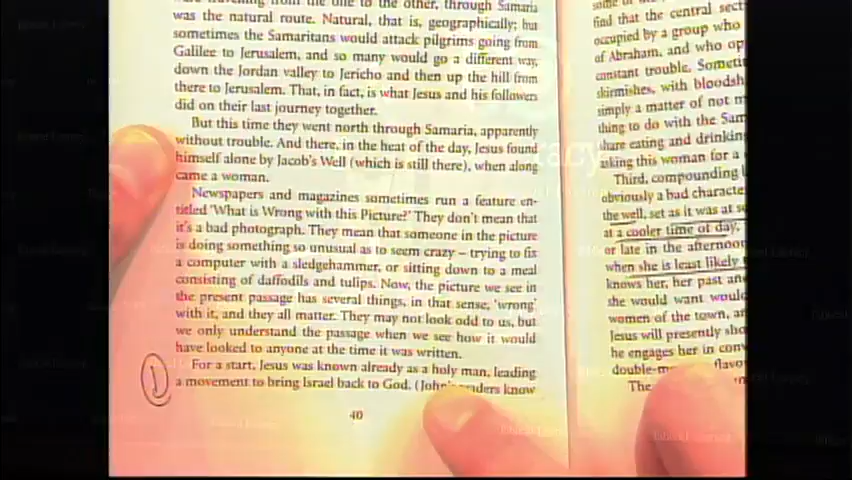 were travelling from the one to the other, through Samaria
was the natural route. Natural, that is, geographically; but
sometimes the Samaritans would attack pilgrims going from
Galilee to Jerusalem, and so many would go a different way,
down the Jordan valley to Jericho and then up the hill from
there to Jerusalem. That, in fact, is what Jesus and his followers
did on their last journey together.
But this time they went north through Samaria, apparently
without trouble. And there, in the heat of the day, Jesus found
himself alone by Jacob's Well (which is still there), when along
came a woman.
Newspapers and magazines sometimes run a feature en-
titled 'What is Wrong with this Picture?' They don't mean that
it's a bad photograph. They mean that someone in the picture
is doing something so unusual as to seem crazy – trying to fix
a computer with a sledgehammer, or sitting down to a meal
consisting of daffodils and tulips. Now, the picture we see in
the present passage has several things, in that sense, 'wrong'
with it, and they all matter. They may not look odd to us, but
we only understand the passage when we see how it would
have looked to anyone at the time it was written.
For a start, Jesus was known already as a holy man, leading
a movement to bring Israel back to God. (John's readers know
1
40
some of the
find that the central sect
occupied by a group who
of Abraham, and who op
constant trouble. Someti
skirmishes, with bloodsh
simply a matter of not
thing to do with the Sam
share eating and drinkin
asking this woman for a
Third, compounding
obviously a bad characte
the well, set as it was at
at a cooler time of day,
or late in the afternoo
when she is least likely
knows her, her past an
she would want woul
women of the town, a
Jesus will presently sho
he engages her in conv
double-m flavo
The